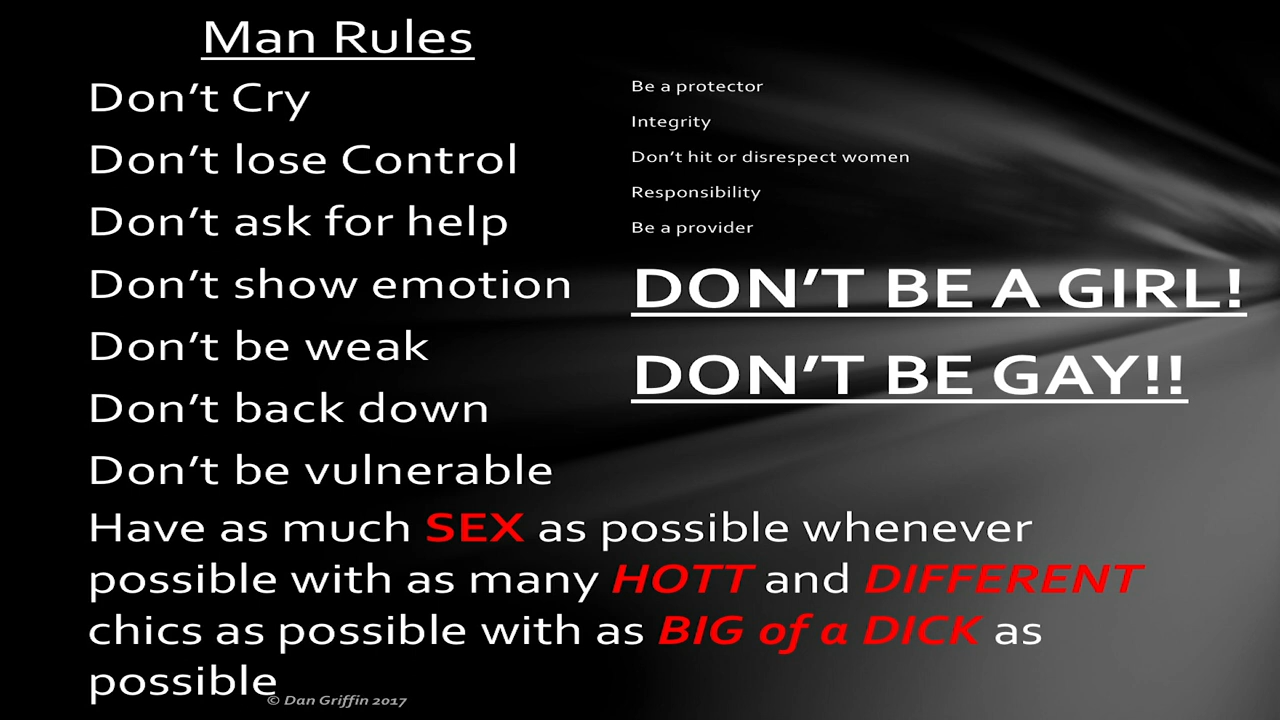 Man Rules
Don’t Cry
Don’t lose Control
Don’t ask for help
Don’t show emotion
Don’t be weak
Don’t back down
Don’t be vulnerable
Be a protector
Integrity
Don’t hit or disrespect women
Responsibility
Be a provider
DON’T BE A GIRL!
DON’T BE GAY!!
Have as much SEX as possible whenever
possible with as many HOTT and DIFFERENT
chics as possible with as BIG of a DICK as
possible
© Dan Griffin 2017